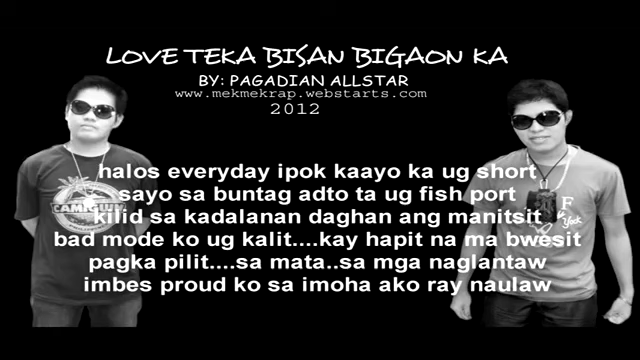 LOVE TEKA BISAN BIGAON KA
BY: PAGADIAN ALLSTAR
www.mekmekrap.webstarts.com
2012
halos everyday ipok kaayo ka ug short
sayo sa buntag adto ta ug fish port
kilid sa kadalanan daghan ang manitsit
bad mode ko ug kalit....kay hapit na ma bwesit
pagka pilit....sa mata..sa mga naglantaw
imbes proud ko sa imoha ako ray naulaw
CAMIGUIN